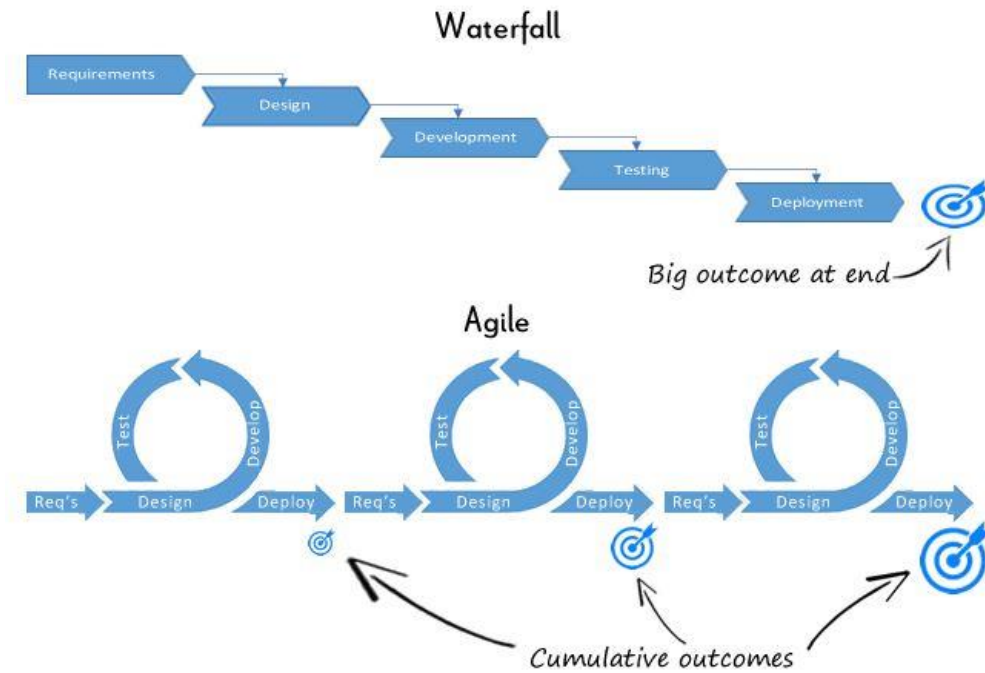 Waterfall
Requirements
Design
Development
Testing
Deployment
Big outcome at end
Agile
Test
Develop
Req's
Design
Deploy
Test
Develop
Req's
Design
Deploy
Test
Develop
Req's
Design
Deploy
Cumulative outcomes